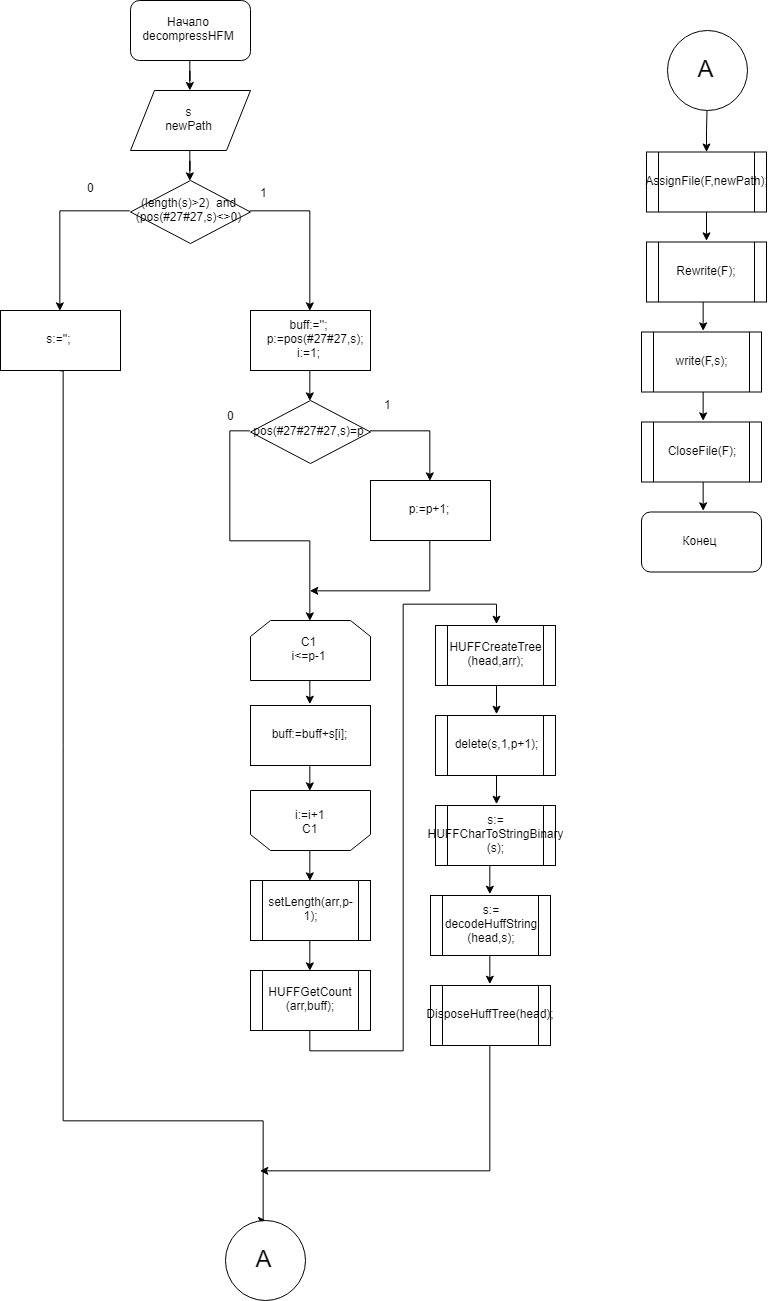 Начало
decompressHFM
s
newPath
0
1
(length(s)>2) and
(pos(#27#27,s)<>0)
s:='';
buff:='';
p:=pos(#27#27,s);
i:=1;
0
1
pos(#27#27#27,s)=p
p:=p+1;
C1
i<=p-1
buff:=buff+s[i];
i:=i+1
C1
setLength(arr,p-
1);
HUFFGetCount
(arr,buff);
HUFFCreateTree
(head,arr);
delete(s,1,p+1);
s:=
HUFFCharToStringBinary
(s);
s:=
decodeHuffString
(head,s);
DisposeHuffTree(head);
A
A
AssignFile(F,newPath);
Rewrite(F);
write(F,s);
CloseFile(F);
Конец